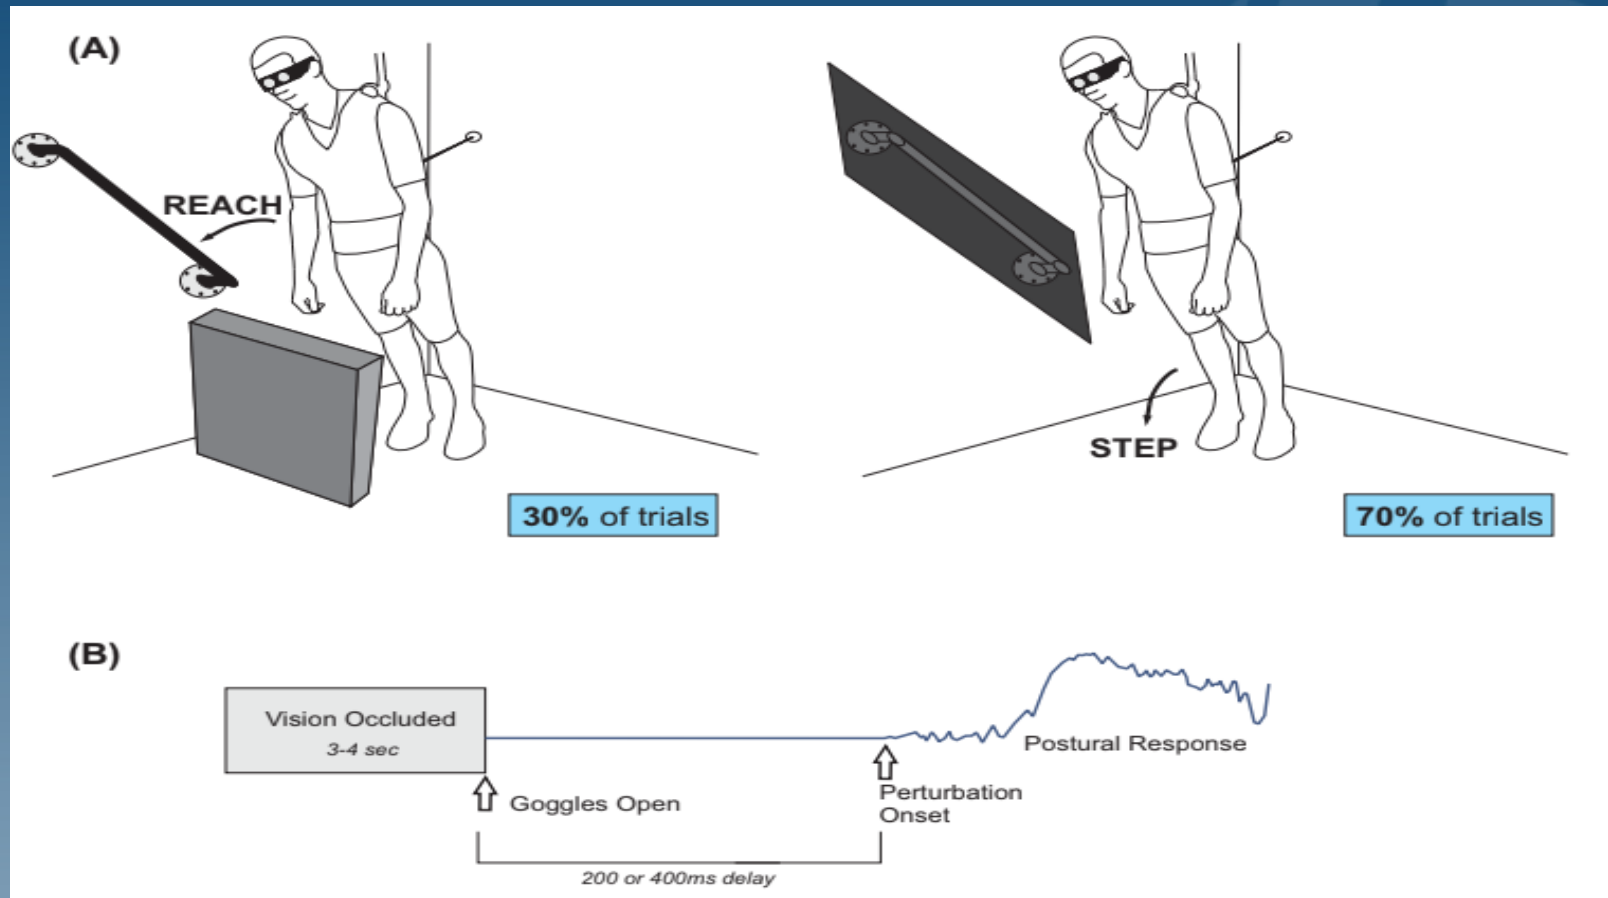 (A)
REACH
STEP
30% of trials
70% of trials
(B)
Vision Occluded
3-4 sec
Postural Response
Goggles Open
Perturbation
Onset
200 or 400ms delay